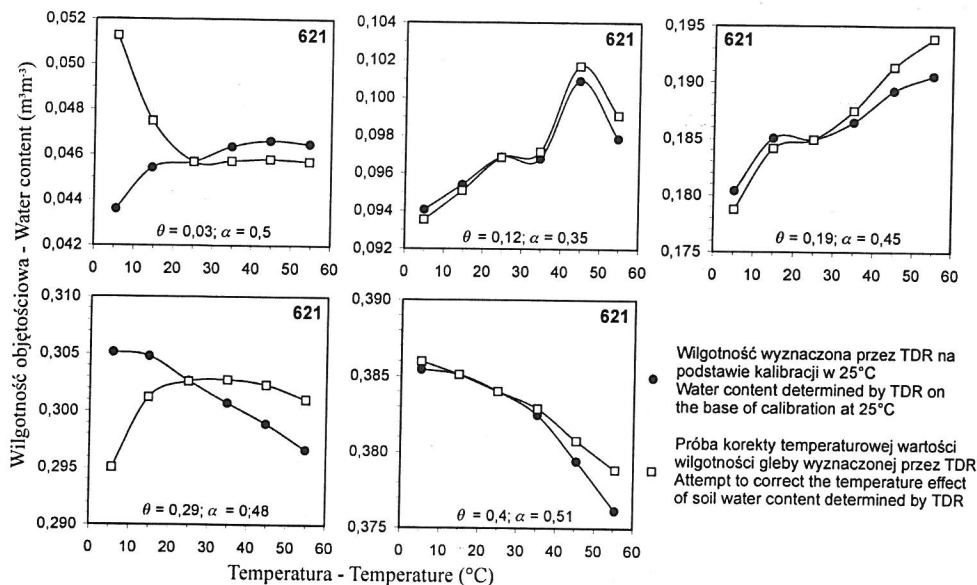 Wilgotność objętościowa - Water content (m³m⁻³)
0,052
0,050
0,048
0,046
0,044
0,042
621
θ = 0,03; α = 0,5
0 10 20 30 40 50 60
0,104
0,102
0,100
0,098
0,096
0,094
0,092
621
θ = 0,12; α = 0,35
0 10 20 30 40 50 60
0,195
0,190
0,185
0,180
0,175
621
θ = 0,19; α = 0,45
0 10 20 30 40 50 60
0,310
0,305
0,300
0,295
0,290
621
θ = 0,29; α = 0;48
0 10 20 30 40 50 60
0,390
0,385
0,380
0,375
621
θ = 0,4; α = 0,51
0 10 20 30 40 50 60
Temperatura - Temperature (°C)
Wilgotność wyznaczona przez TDR na
podstawie kalibracji w 25°C
Water content determined by TDR on
the base of calibration at 25°C
Próba korekty temperaturowej wartości
wilgotności gleby wyznaczonej przez TDR
Attempt to correct the temperature effect
of soil water content determined by TDR